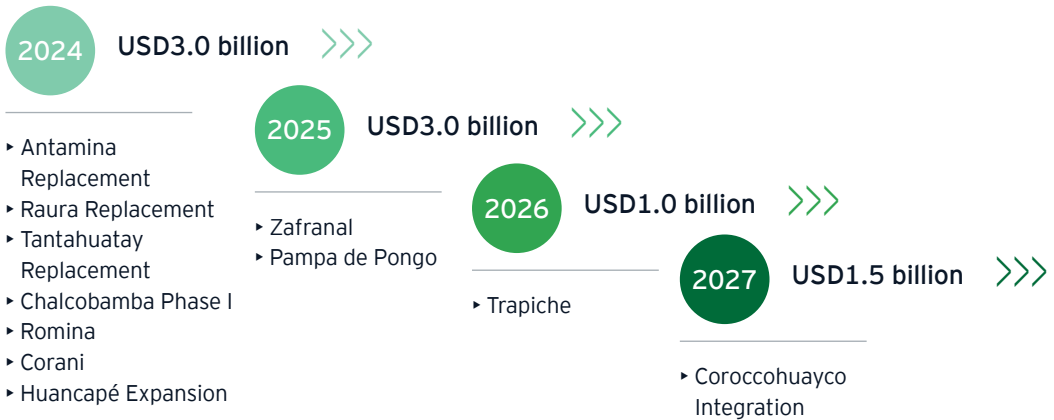 2024
USD3.0 billion
‣ Antamina
Replacement
‣ Raura Replacement
‣ Tantahuatay
Replacement
‣ Chalcobamba Phase I
‣ Romina
‣ Corani
‣ Huancapé Expansion
2025
USD3.0 billion
‣ Zafranal
‣ Pampa de Pongo
2026
USD1.0 billion
‣ Trapiche
2027
USD1.5 billion
‣ Coroccohuayco
Integration